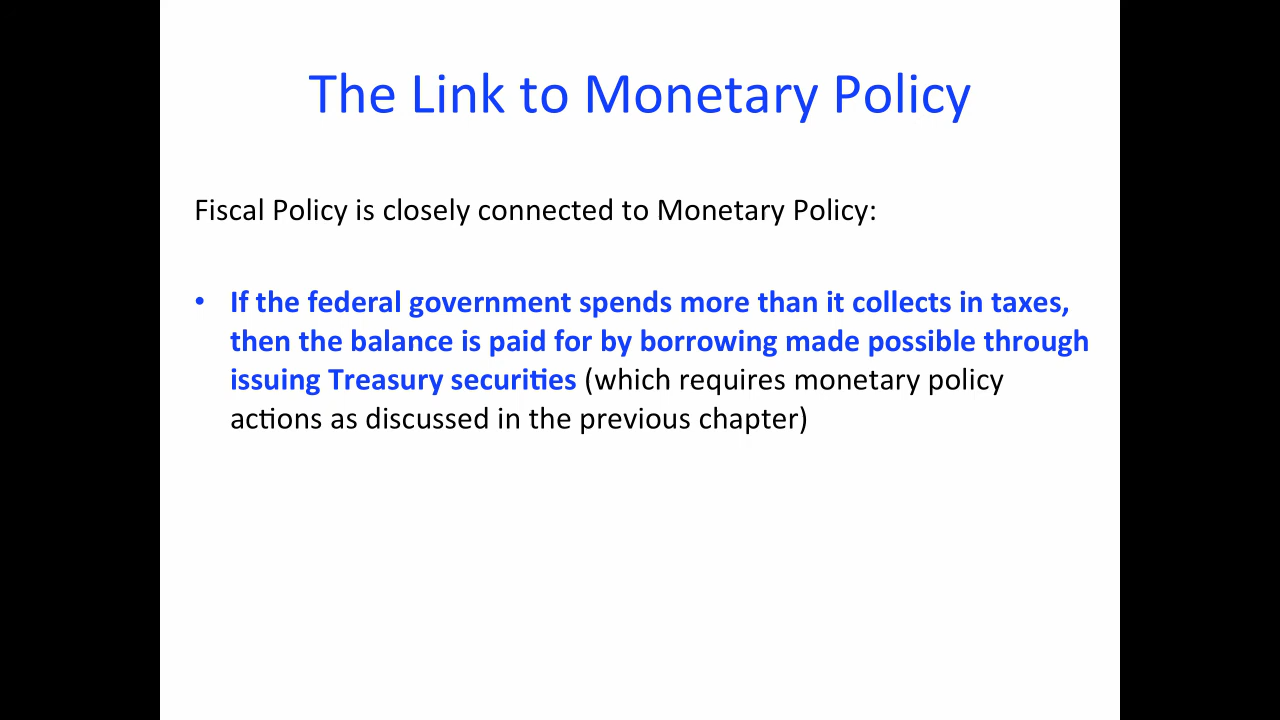 The Link to Monetary Policy
Fiscal Policy is closely connected to Monetary Policy:
• If the federal government spends more than it collects in taxes,
then the balance is paid for by borrowing made possible through
issuing Treasury securities (which requires monetary policy
actions as discussed in the previous chapter)